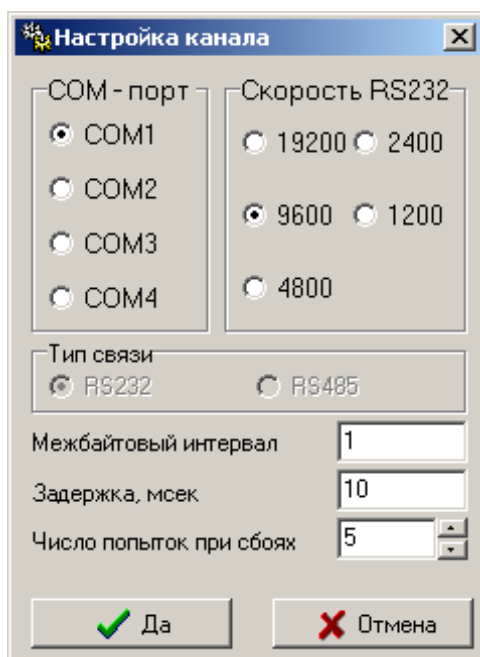 Настройка канала
COM - порт
COM1
COM2
COM3
COM4
Скорость RS232
19200 2400
9600 1200
4800
Тип связи
RS232 RS485
Межбайтовый интервал 1
Задержка, мсек 10
Число попыток при сбоях 5
Да Отмена